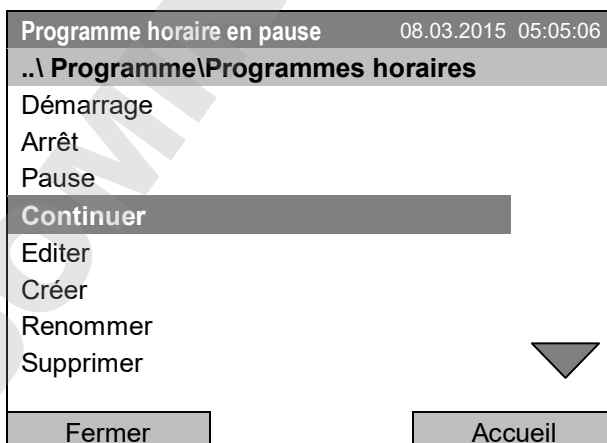 Programme horaire en pause 08.03.2015 05:05:06
..\ Programme\Programmes horaires
Démarrage
Arrêt
Pause
Continuer
Editer
Créer
Renommer
Supprimer
Fermer Accueil